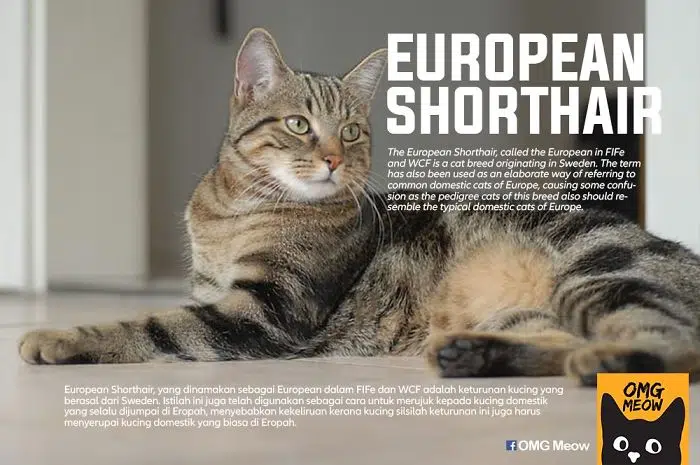 EUROPEAN
SHORTHAIR
The European Shorthair, called the European in FIFe
and WCF is a cat breed originating in Sweden. The term
has also been used as an elaborate way of referring to
common domestic cats of Europe, causing some confu-
sion as the pedigree cats of this breed also should re-
semble the typical domestic cats of Europe.
European Shorthair, yang dinamakan sebagai European dalam FIFe dan WCF adalah keturunan kucing yang
berasal dari Sweden. Istilah ini juga telah digunakan sebagai cara untuk merujuk kepada kucing domestik
yang selalu dijumpai di Eropah, menyebabkan kekeliruan kerana kucing silsilah keturunan ini juga harus
menyerupai kucing domestik yang biasa di Eropah.
f OMG Meow
OMG
MEOW